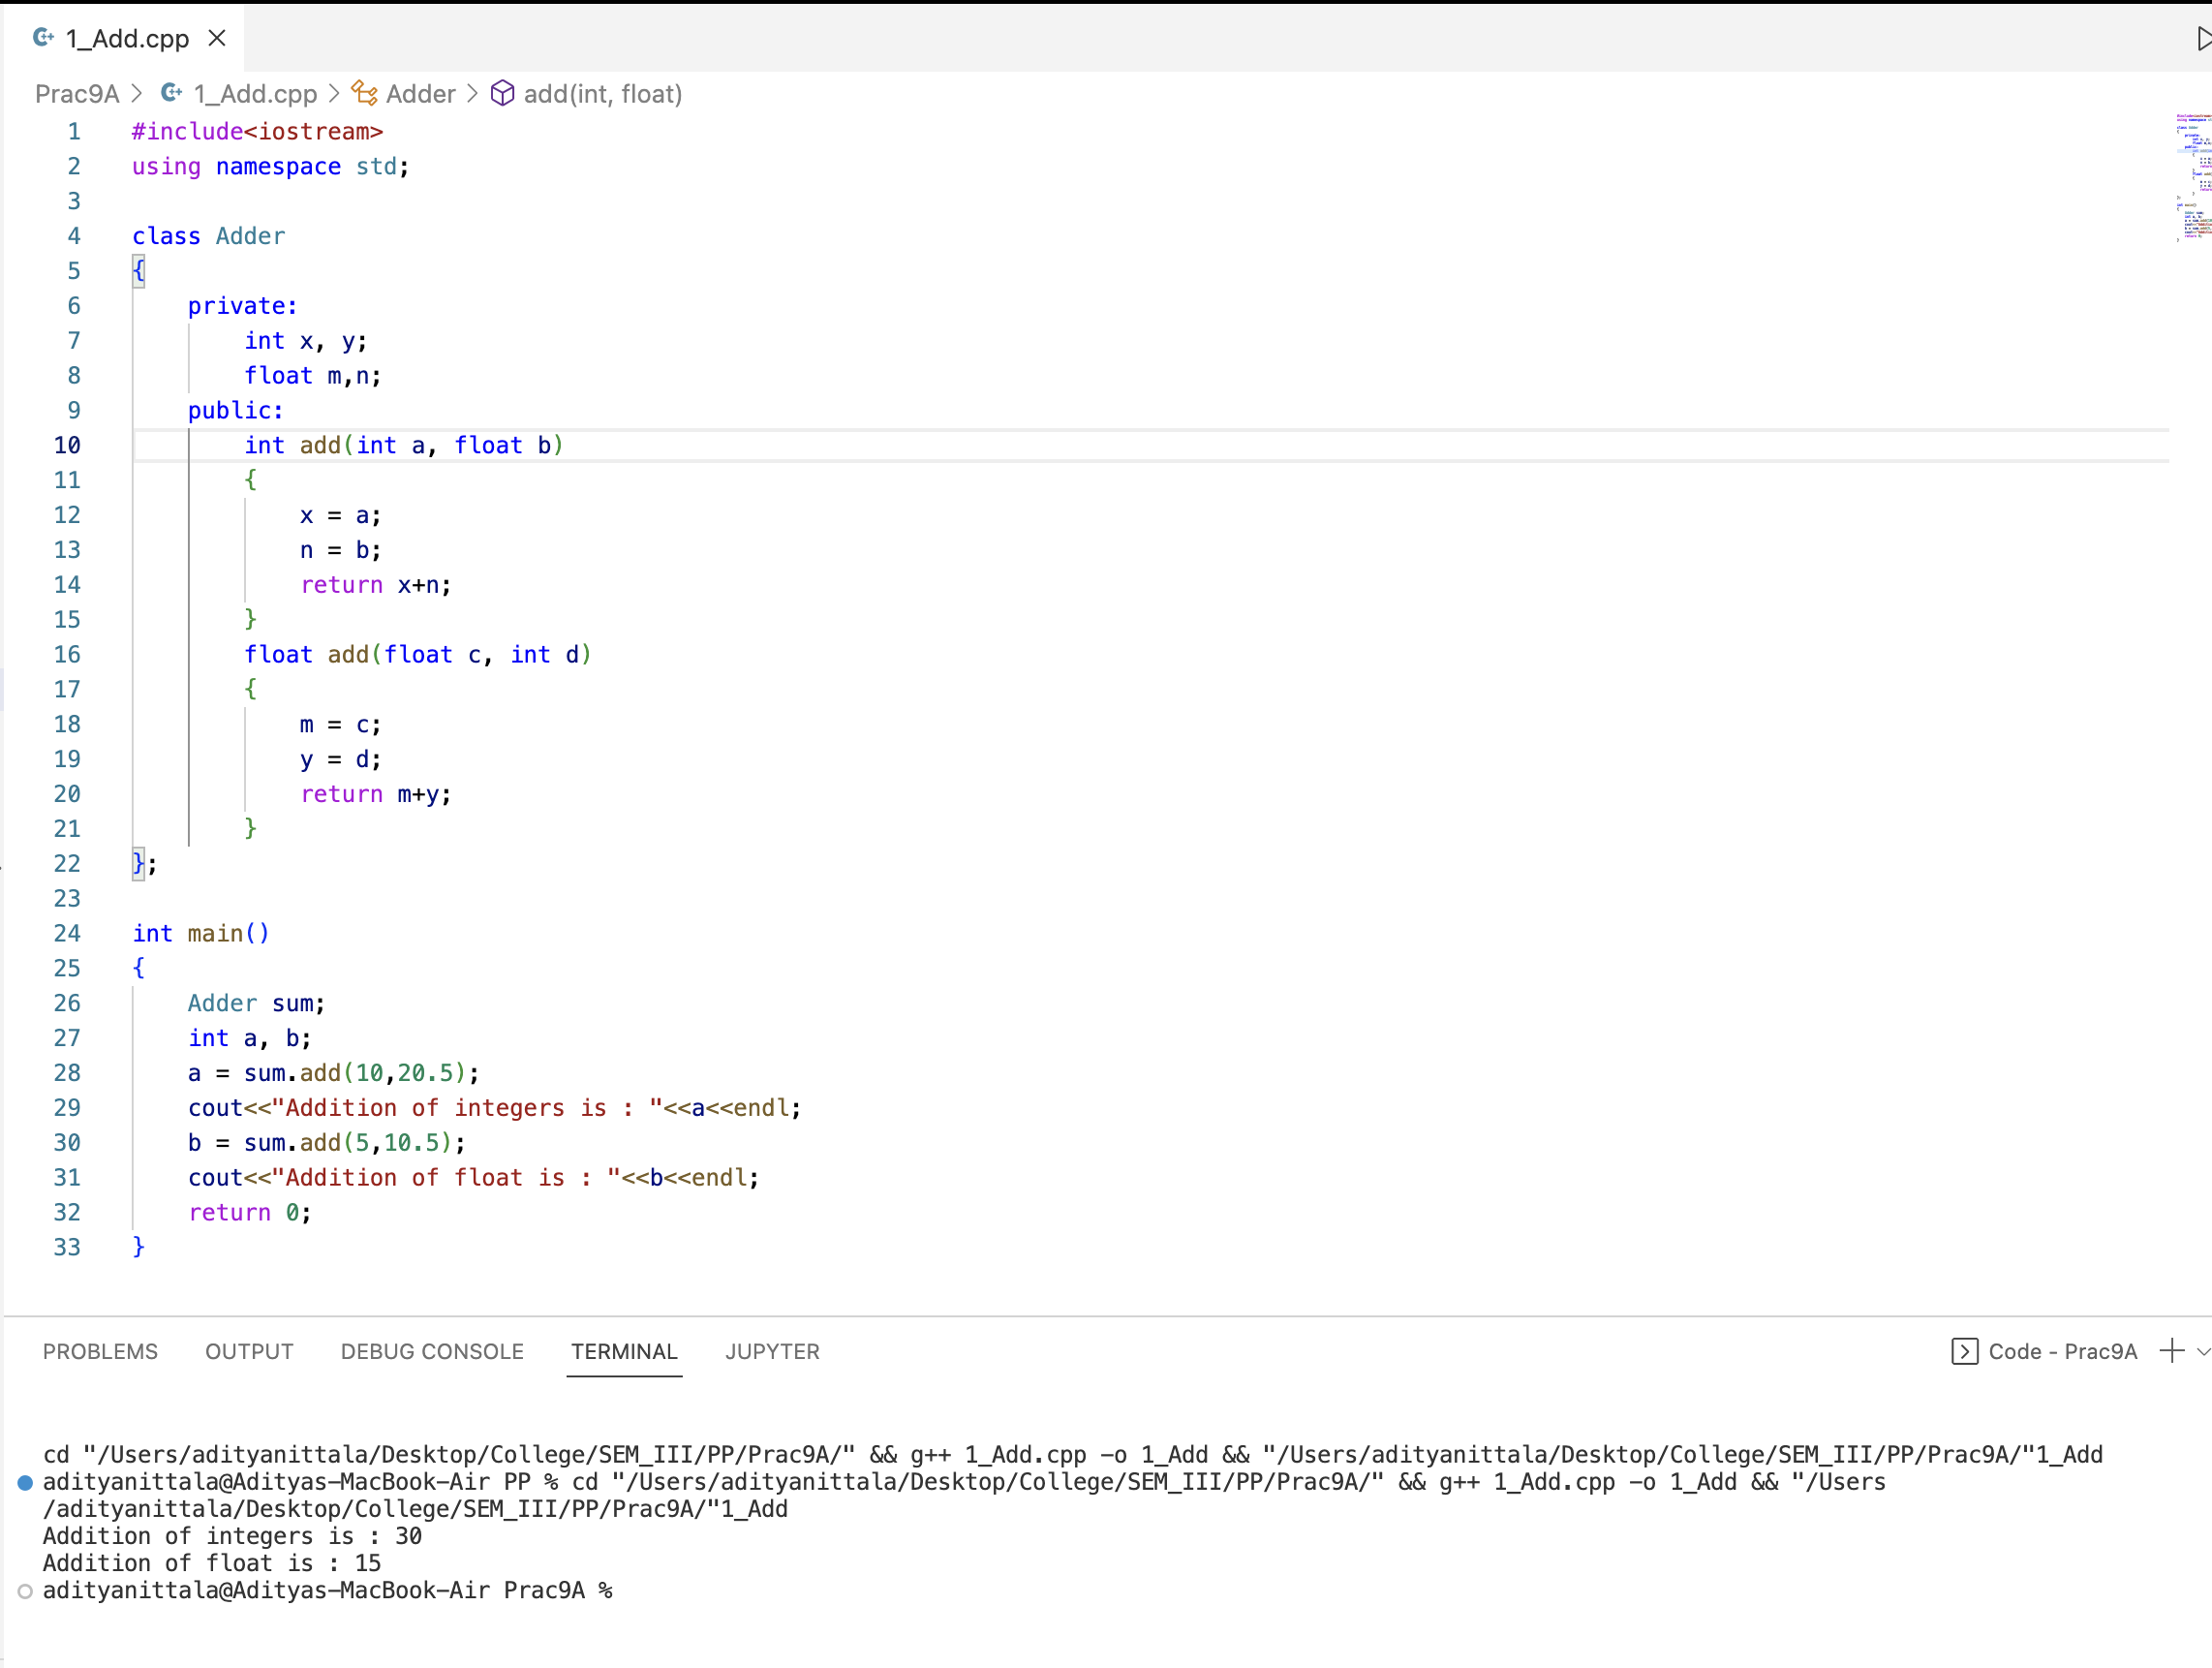 1_Add.cpp
Prac9A > 1_Add.cpp > Adder > add(int, float)
1 #include<iostream>
2 using namespace std;
3
4 class Adder
5 {
6     private:
7         int x, y;
8         float m,n;
9     public:
10         int add(int a, float b)
11         {
12             x = a;
13             n = b;
14             return x+n;
15         }
16         float add(float c, int d)
17         {
18             m = c;
19             y = d;
20             return m+y;
21         }
22 };
23
24 int main()
25 {
26     Adder sum;
27     int a, b;
28     a = sum.add(10,20.5);
29     cout<<"Addition of integers is : "<<a<<endl;
30     b = sum.add(5,10.5);
31     cout<<"Addition of float is : "<<b<<endl;
32     return 0;
33 }
PROBLEMS OUTPUT DEBUG CONSOLE TERMINAL JUPYTER Code - Prac9A
cd "/Users/adityanittala/Desktop/College/SEM_III/PP/Prac9A/" && g++ 1_Add.cpp -o 1_Add && "/Users/adityanittala/Desktop/College/SEM_III/PP/Prac9A/"1_Add
adityanittala@Adityas-MacBook-Air PP % cd "/Users/adityanittala/Desktop/College/SEM_III/PP/Prac9A/" && g++ 1_Add.cpp -o 1_Add && "/Users
/adityanittala/Desktop/College/SEM_III/PP/Prac9A/"1_Add
Addition of integers is : 30
Addition of float is : 15
adityanittala@Adityas-MacBook-Air Prac9A %